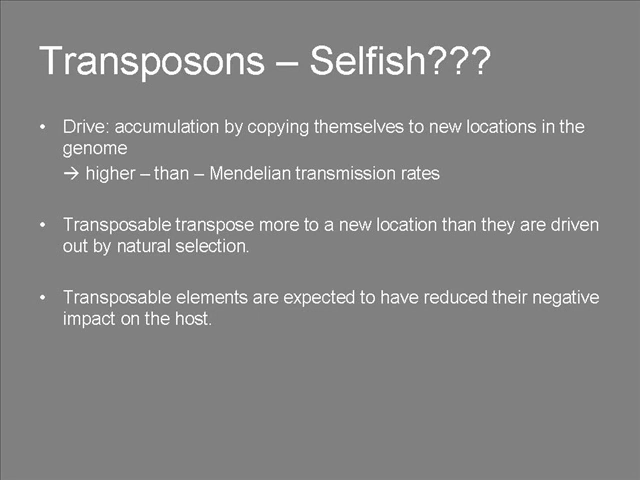 Transposons – Selfish???
• Drive: accumulation by copying themselves to new locations in the
genome
→ higher – than – Mendelian transmission rates
• Transposable transpose more to a new location than they are driven
out by natural selection.
• Transposable elements are expected to have reduced their negative
impact on the host.